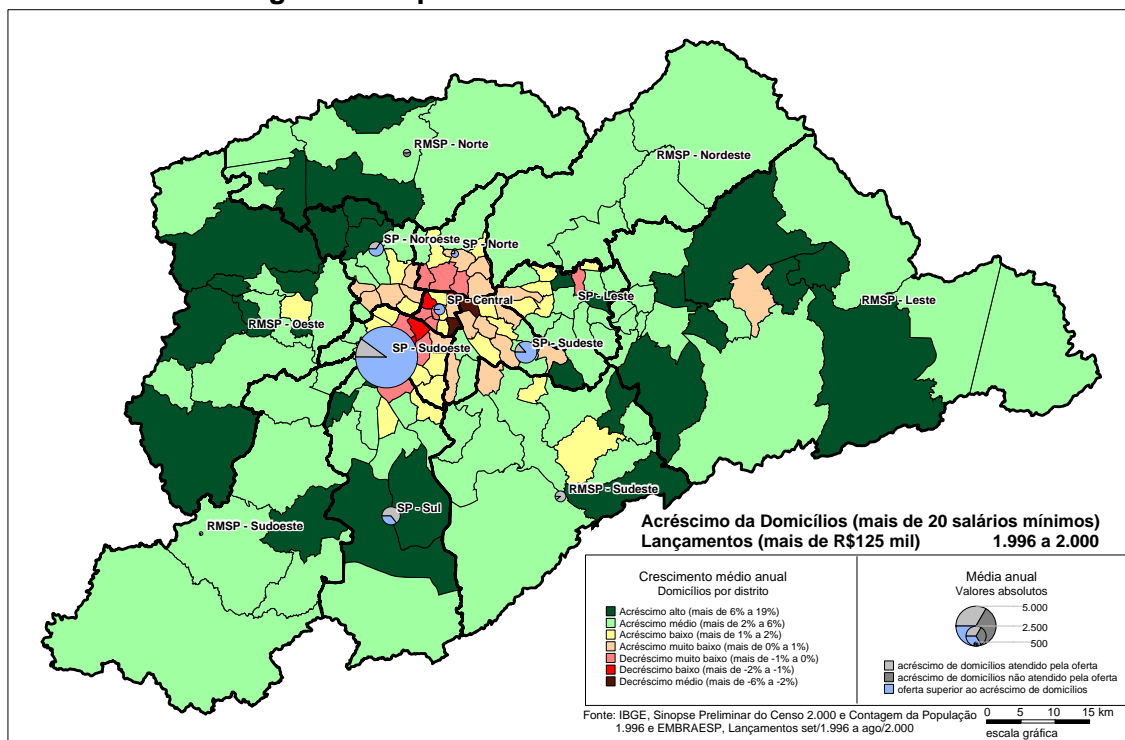 RMSP - Norte
RMSP - Nordeste
SP - Noroeste
SP - Norte
SP - Central
SP - Leste
RMSP - Leste
RMSP - Oeste
SP - Sudoeste
SP - Sudeste
RMSP - Sudeste
SP - Sul
RMSP - Sudoeste
Acréscimo da Domicílios (mais de 20 salários mínimos)
Lançamentos (mais de R$125 mil) 1.996 a 2.000
Crescimento médio anual
Domicílios por distrito
Acréscimo alto (mais de 6% a 19%)
Acréscimo médio (mais de 2% a 6%)
Acréscimo baixo (mais de 1% a 2%)
Acréscimo muito baixo (mais de 0% a 1%)
Decréscimo muito baixo (mais de -1% a 0%)
Decréscimo baixo (mais de -2% a -1%)
Decréscimo médio (mais de -6% a -2%)
Média anual
Valores absolutos
5.000
2.500
500
acréscimo de domicílios atendido pela oferta
acréscimo de domicílios não atendido pela oferta
oferta superior ao acréscimo de domicílios
Fonte: IBGE, Sinopse Preliminar do Censo 2.000 e Contagem da População
1.996 e EMBRAESP, Lançamentos set/1.996 a ago/2.000
0 5 10 15 km
escala gráfica